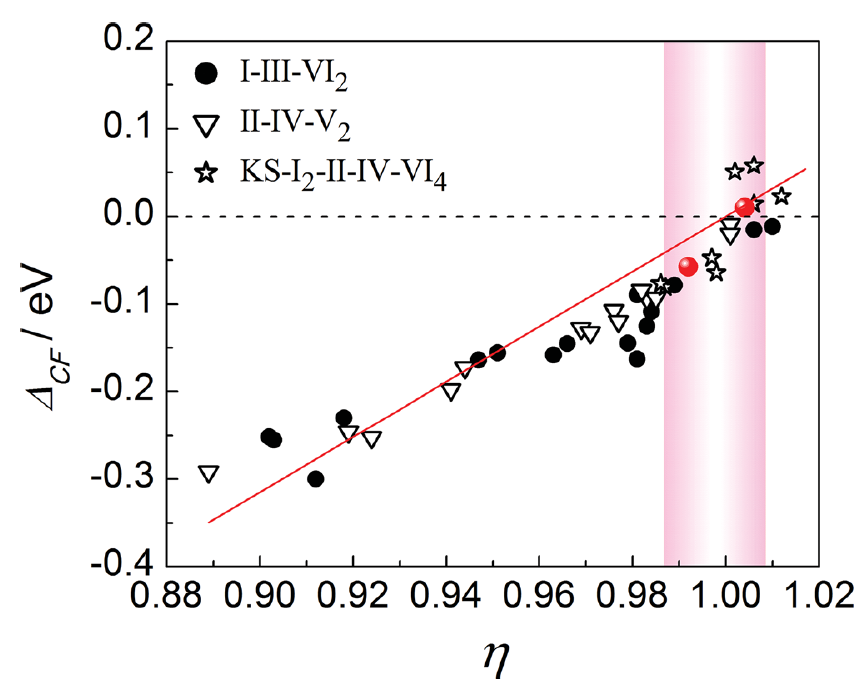 0.2
0.1
0.0
-0.1
-0.2
-0.3
-0.4
Δ_CF / eV
I-III-VI₂
II-IV-V₂
KS-I₂-II-IV-VI₄
0.88 0.90 0.92 0.94 0.96 0.98 1.00 1.02
η